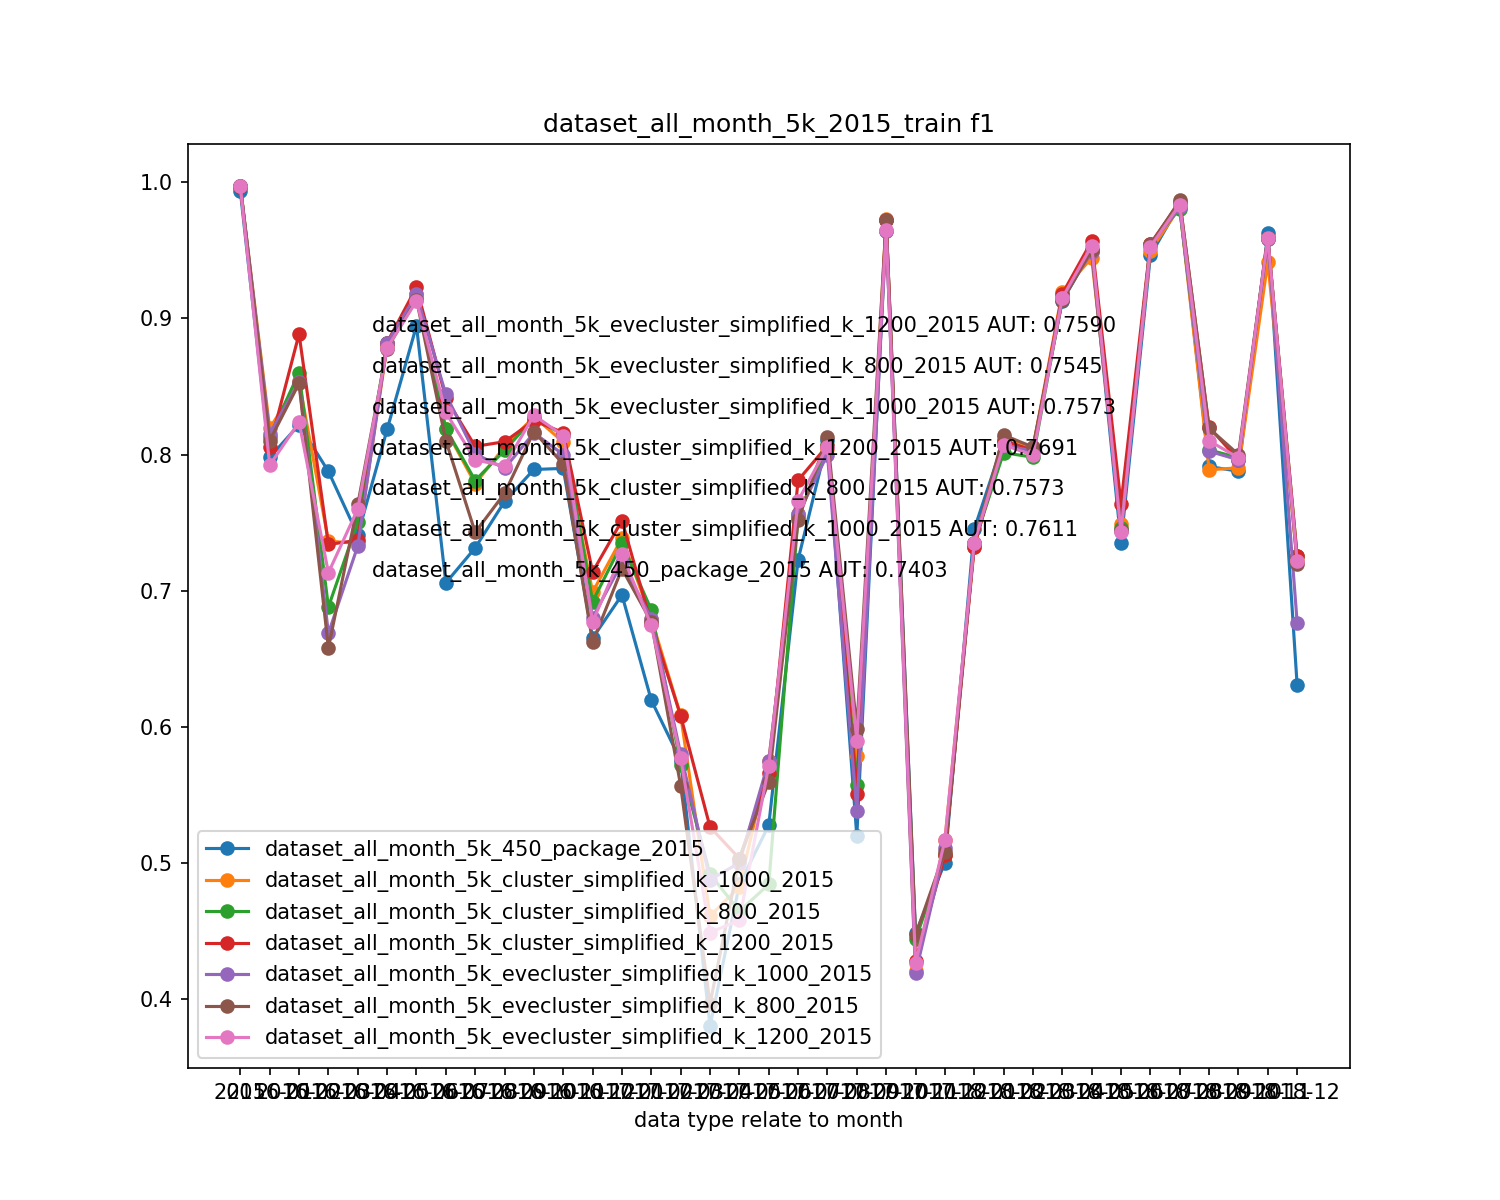 dataset_all_month_5k_2015_train f1
1.0
0.9
0.8
0.7
0.6
0.5
0.4
dataset_all_month_5k_evecluster_simplified_k_1200_2015 AUT: 0.7590
dataset_all_month_5k_evecluster_simplified_k_800_2015 AUT: 0.7545
dataset_all_month_5k_evecluster_simplified_k_1000_2015 AUT: 0.7573
dataset_all_month_5k_cluster_simplified_k_1200_2015 AUT: 0.7691
dataset_all_month_5k_cluster_simplified_k_800_2015 AUT: 0.7573
dataset_all_month_5k_cluster_simplified_k_1000_2015 AUT: 0.7611
dataset_all_month_5k_450_package_2015 AUT: 0.7403
dataset_all_month_5k_450_package_2015
dataset_all_month_5k_cluster_simplified_k_1000_2015
dataset_all_month_5k_cluster_simplified_k_800_2015
dataset_all_month_5k_cluster_simplified_k_1200_2015
dataset_all_month_5k_evecluster_simplified_k_1000_2015
dataset_all_month_5k_evecluster_simplified_k_800_2015
dataset_all_month_5k_evecluster_simplified_k_1200_2015
data type relate to month